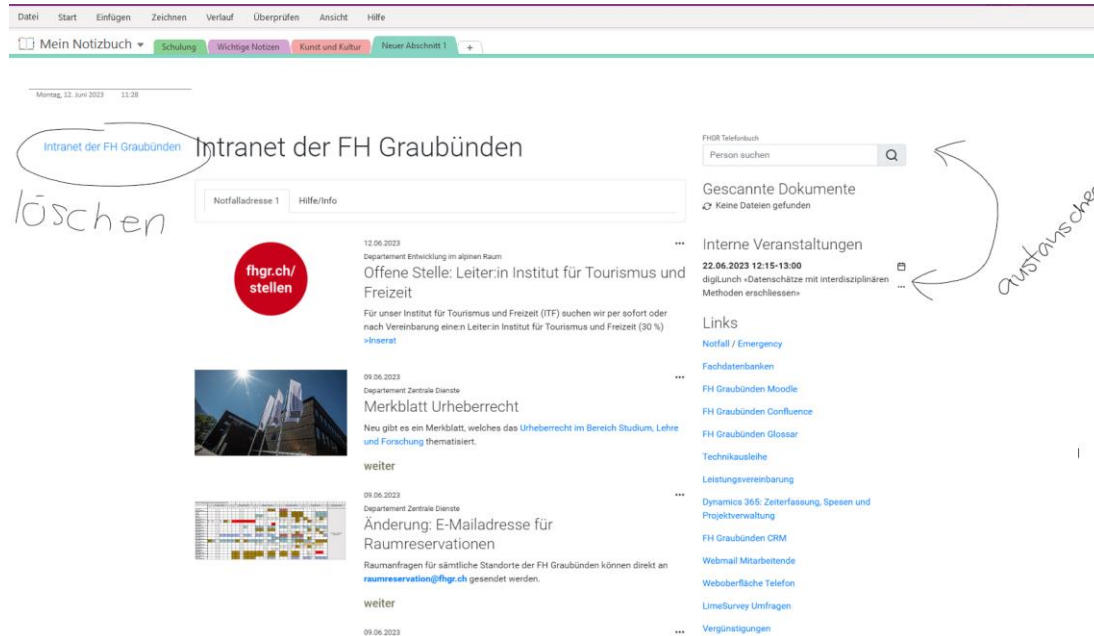 Datei Start Einfügen Zeichnen Verlauf Überprüfen Ansicht Hilfe
Mein Notizbuch Schulung Wichtige Notizen Kunst und Kultur Neuer Abschnitt 1 +
Montag, 12. Juni 2023 11:28
Intranet der FH Graubünden
löschen
Intranet der FH Graubünden
Notfalladresse 1 Hilfe/Info
fhgr.ch/
stellen
12.06.2023
Departement Entwicklung im alpinen Raum
Offene Stelle: Leiter:in Institut für Tourismus und
Freizeit
Für unser Institut für Tourismus und Freizeit (ITF) suchen wir per sofort oder
nach Vereinbarung eine:n Leiter:in Institut für Tourismus und Freizeit (30 %)
>Inserat
09.06.2023
Departement Zentrale Dienste
Merkblatt Urheberrecht
Neu gibt es ein Merkblatt, welches das Urheberrecht im Bereich Studium, Lehre
und Forschung thematisiert.
weiter
09.06.2023
Departement Zentrale Dienste
Änderung: E-Mailadresse für
Raumreservationen
Raumanfragen für sämtliche Standorte der FH Graubünden können direkt an
raumreservation@fhgr.ch gesendet werden.
weiter
09.06.2023
FHGR Telefonbuch
Person suchen
Gescannte Dokumente
Keine Dateien gefunden
Interne Veranstaltungen
22.06.2023 12:15-13:00
digiLunch «Datenschätze mit interdisziplinären
Methoden erschliessen»
Links
Notfall / Emergency
Fachdatenbanken
FH Graubünden Moodle
FH Graubünden Confluence
FH Graubünden Glossar
Technikausleihe
Leistungsvereinbarung
Dynamics 365: Zeiterfassung, Spesen und
Projektverwaltung
FH Graubünden CRM
Webmail Mitarbeitende
Weboberfläche Telefon
LimeSurvey Umfragen
Vergünstigungen
austauschen